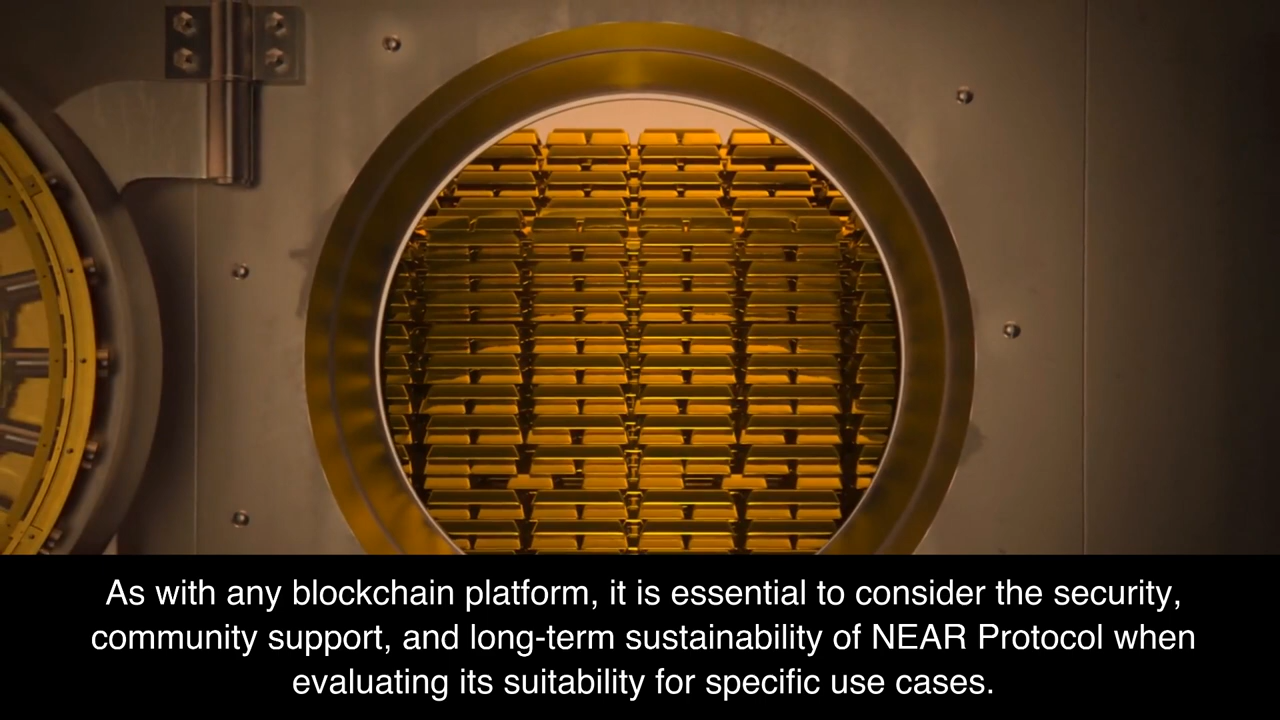 As with any blockchain platform, it is essential to consider the security,
community support, and long-term sustainability of NEAR Protocol when
evaluating its suitability for specific use cases.